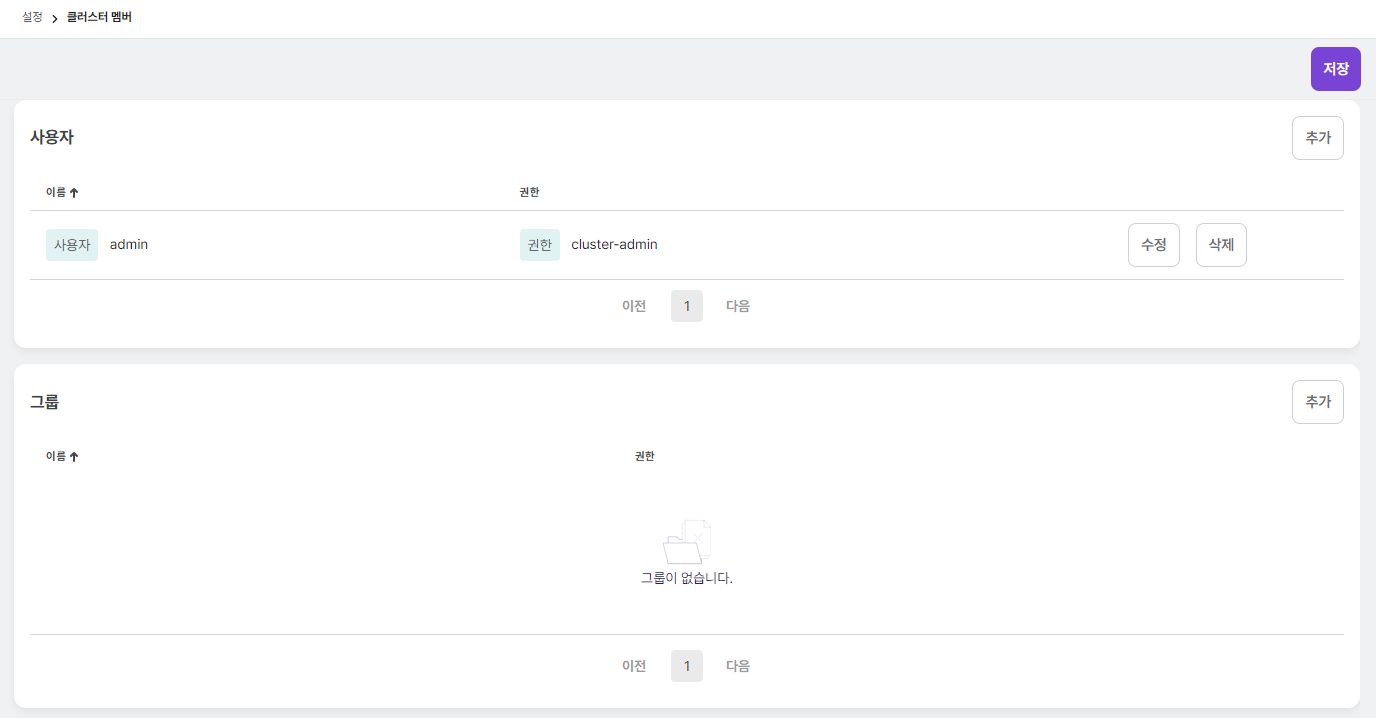 설정 > 클러스터 멤버
저장
사용자
추가
이름 권한
사용자 admin 권한 cluster-admin 수정 삭제
이전 1 다음
그룹
추가
이름 권한
그룹이 없습니다.
이전 1 다음